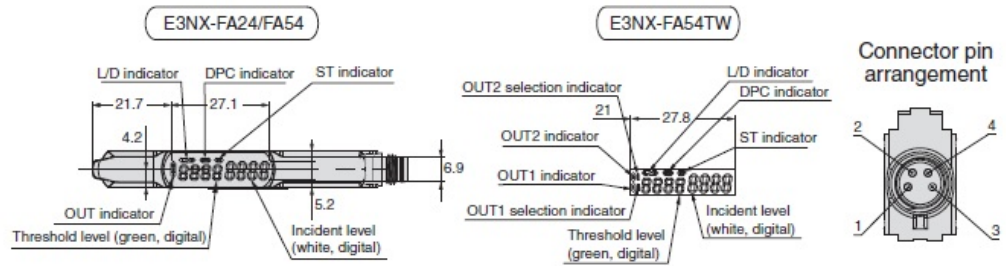 E3NX-FA24/FA54
L/D indicator
DPC indicator
ST indicator
21.7
27.1
4.2
6.9
5.2
OUT indicator
Threshold level (green, digital)
Incident level
(white, digital)
E3NX-FA54TW
L/D indicator
OUT2 selection indicator
DPC indicator
21
27.8
OUT2 indicator
ST indicator
OUT1 indicator
OUT1 selection indicator
Incident level
(white, digital)
Threshold level
(green, digital)
Connector pin
arrangement
2
4
1
3